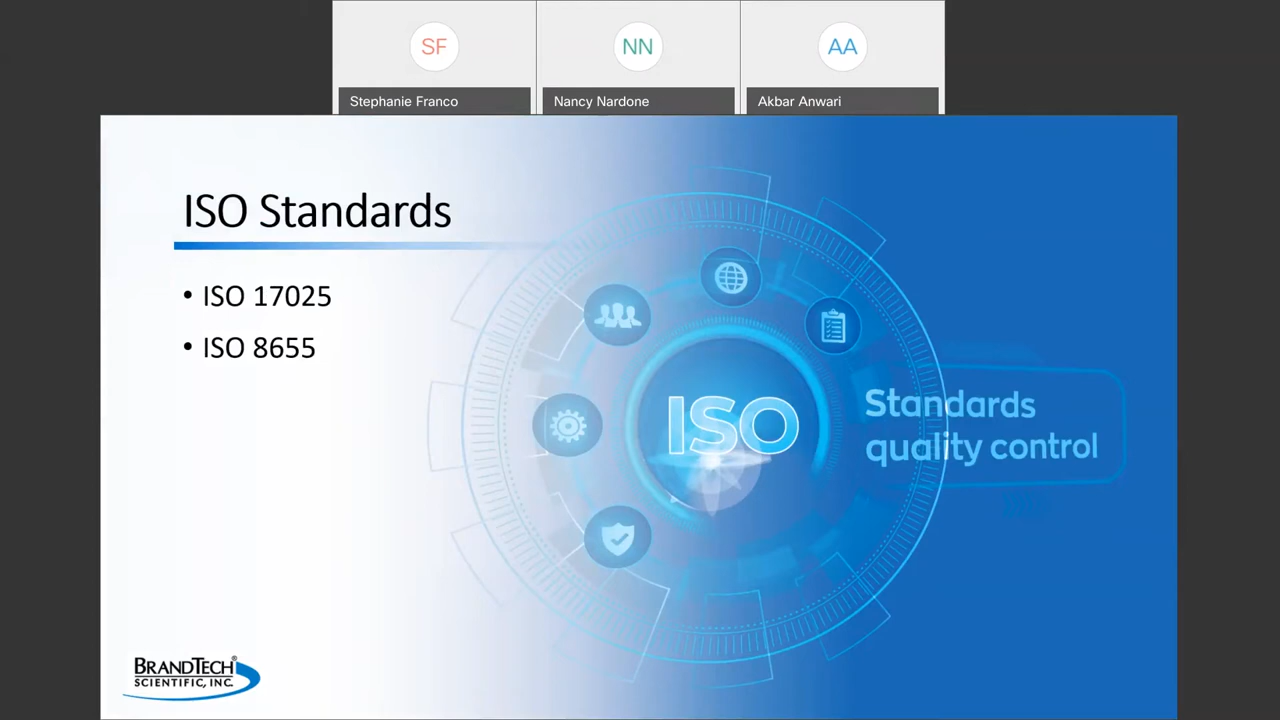 SF
NN
AA
Stephanie Franco
Nancy Nardone
Akbar Anwari
ISO Standards
• ISO 17025
• ISO 8655
ISO
Standards
quality control
BRANDTECH®
SCIENTIFIC, INC.